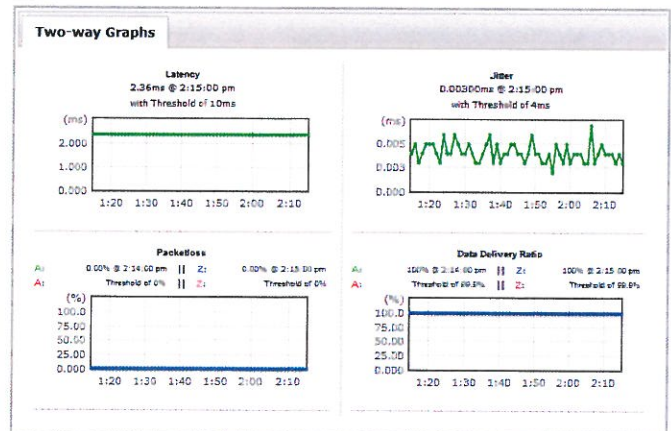 Two-way Graphs
Latency
2.36ms @ 2:15:00 pm
with Threshold of 10ms
(ms)
2.000
1.000
0.000
1:20 1:30 1:40 1:50 2:00 2:10
Jitter
0.00300ms @ 2:15:00 pm
with Threshold of 4ms
(ms)
0.005
0.003
0.000
1:20 1:30 1:40 1:50 2:00 2:10
Packetloss
A: 0.00% @ 2:14:00 pm || Z: 0.00% @ 2:15:00 pm
A: Threshold of 0% || Z: Threshold of 0%
(%)
100.0
75.00
50.00
25.00
0.000
1:20 1:30 1:40 1:50 2:00 2:10
Data Delivery Ratio
A: 100% @ 2:14:00 pm || Z: 100% @ 2:15:00 pm
A: Threshold of 99.9% || Z: Threshold of 99.9%
(%)
100.0
75.00
50.00
25.00
0.000
1:20 1:30 1:40 1:50 2:00 2:10